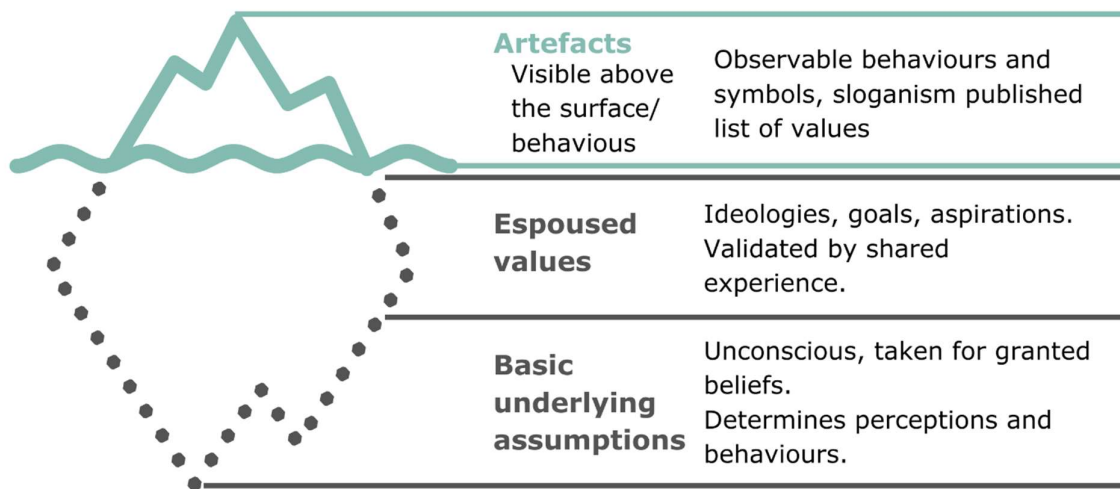 Artefacts
Visible above
the surface/
behavious
Observable behaviours and
symbols, sloganism published
list of values
Espoused
values
Ideologies, goals, aspirations.
Validated by shared
experience.
Basic
underlying
assumptions
Unconscious, taken for granted
beliefs.
Determines perceptions and
behaviours.